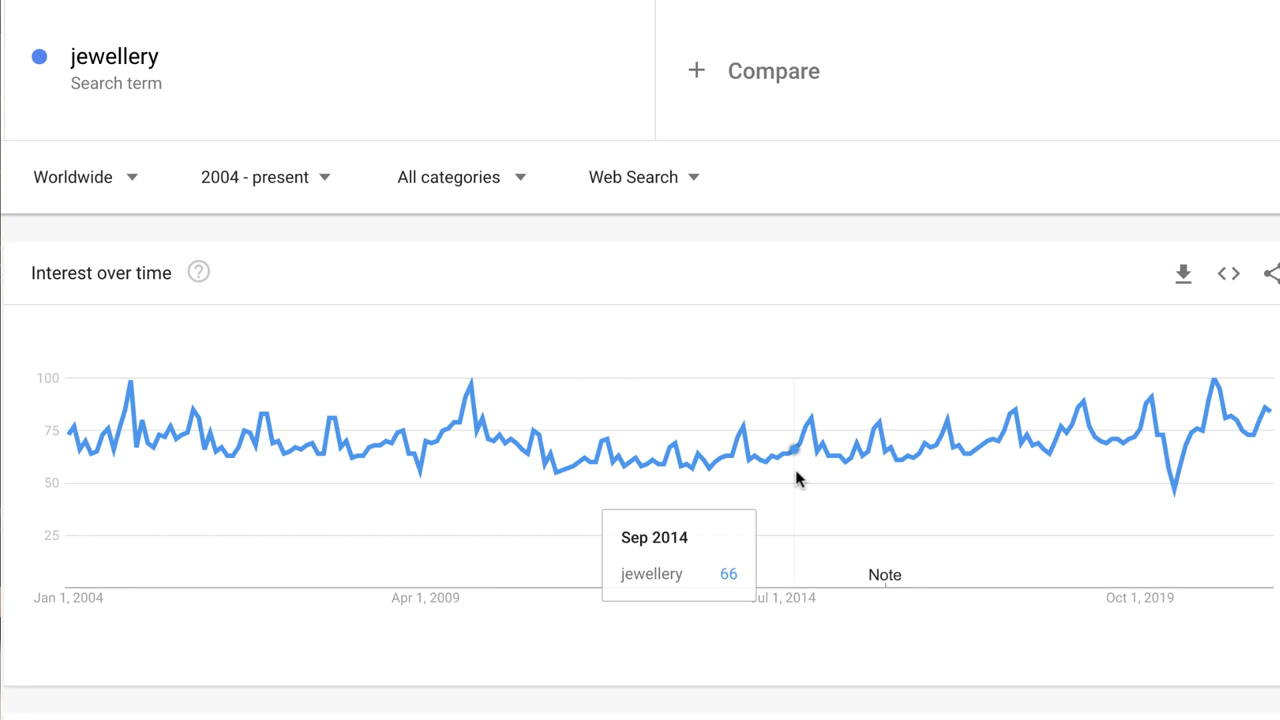 jewellery
Search term
+ Compare
Worldwide
2004 - present
All categories
Web Search
Interest over time ?
100
75
50
25
Sep 2014
jewellery 66
Note
Jan 1, 2004
Apr 1, 2009
Jul 1, 2014
Oct 1, 2019